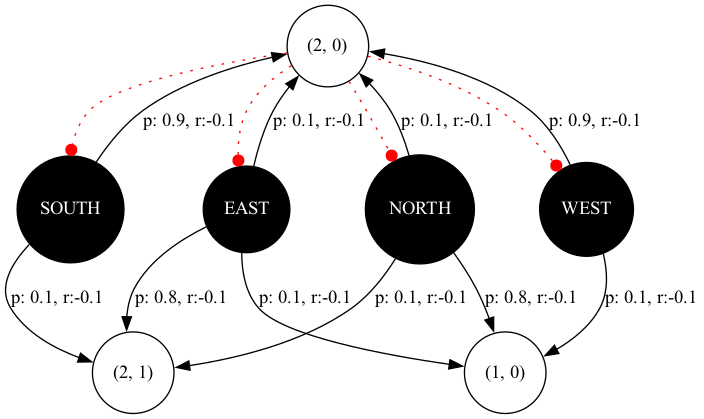 (2, 0)
p: 0.9, r:-0.1
p: 0.1, r:-0.1
p: 0.1, r:-0.1
p: 0.9, r:-0.1
SOUTH
EAST
NORTH
WEST
p: 0.1, r:-0.1
p: 0.8, r:-0.1
p: 0.1, r:-0.1
p: 0.1, r:-0.1
p: 0.8, r:-0.1
p: 0.1, r:-0.1
(2, 1)
(1, 0)